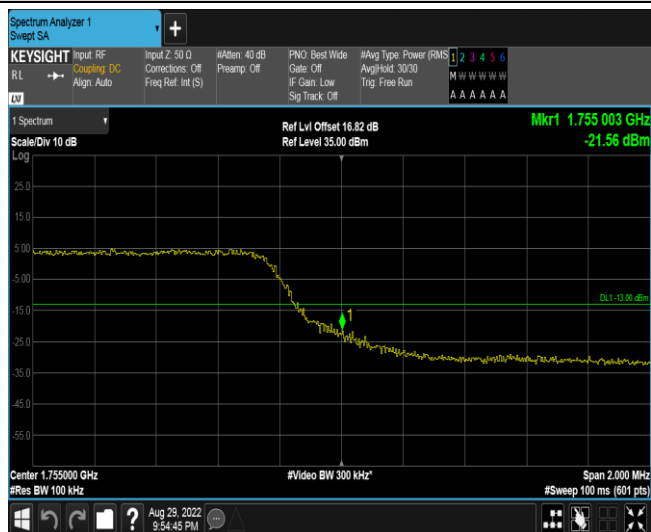 Spectrum Analyzer 1
Swept SA
KEYSIGHT Input: RF Input Z: 50 Ω #Atten: 40 dB PNO: Best Wide #Avg Type: Power (RMS 1 2 3 4 5 6
RL Coupling: DC Corrections: Off Preamp: Off Gate: Off Avg|Hold: 30/30 M W W W W W
Align: Auto Freq Ref: Int (S) IF Gain: Low Trig: Free Run
LXI Sig Track: Off A A A A A A
1 Spectrum Ref Lvl Offset 16.82 dB Mkr1 1.755 003 GHz
Scale/Div 10 dB Ref Level 35.00 dBm -21.56 dBm
Log
25.0
15.0
5.00
-5.00
DL1 -13.00 dBm
-15.0 1
-25.0
-35.0
-45.0
-55.0
Center 1.755000 GHz #Video BW 300 kHz* Span 2.000 MHz
#Res BW 100 kHz #Sweep 100 ms (601 pts)
? Aug 29, 2022
9:54:45 PM